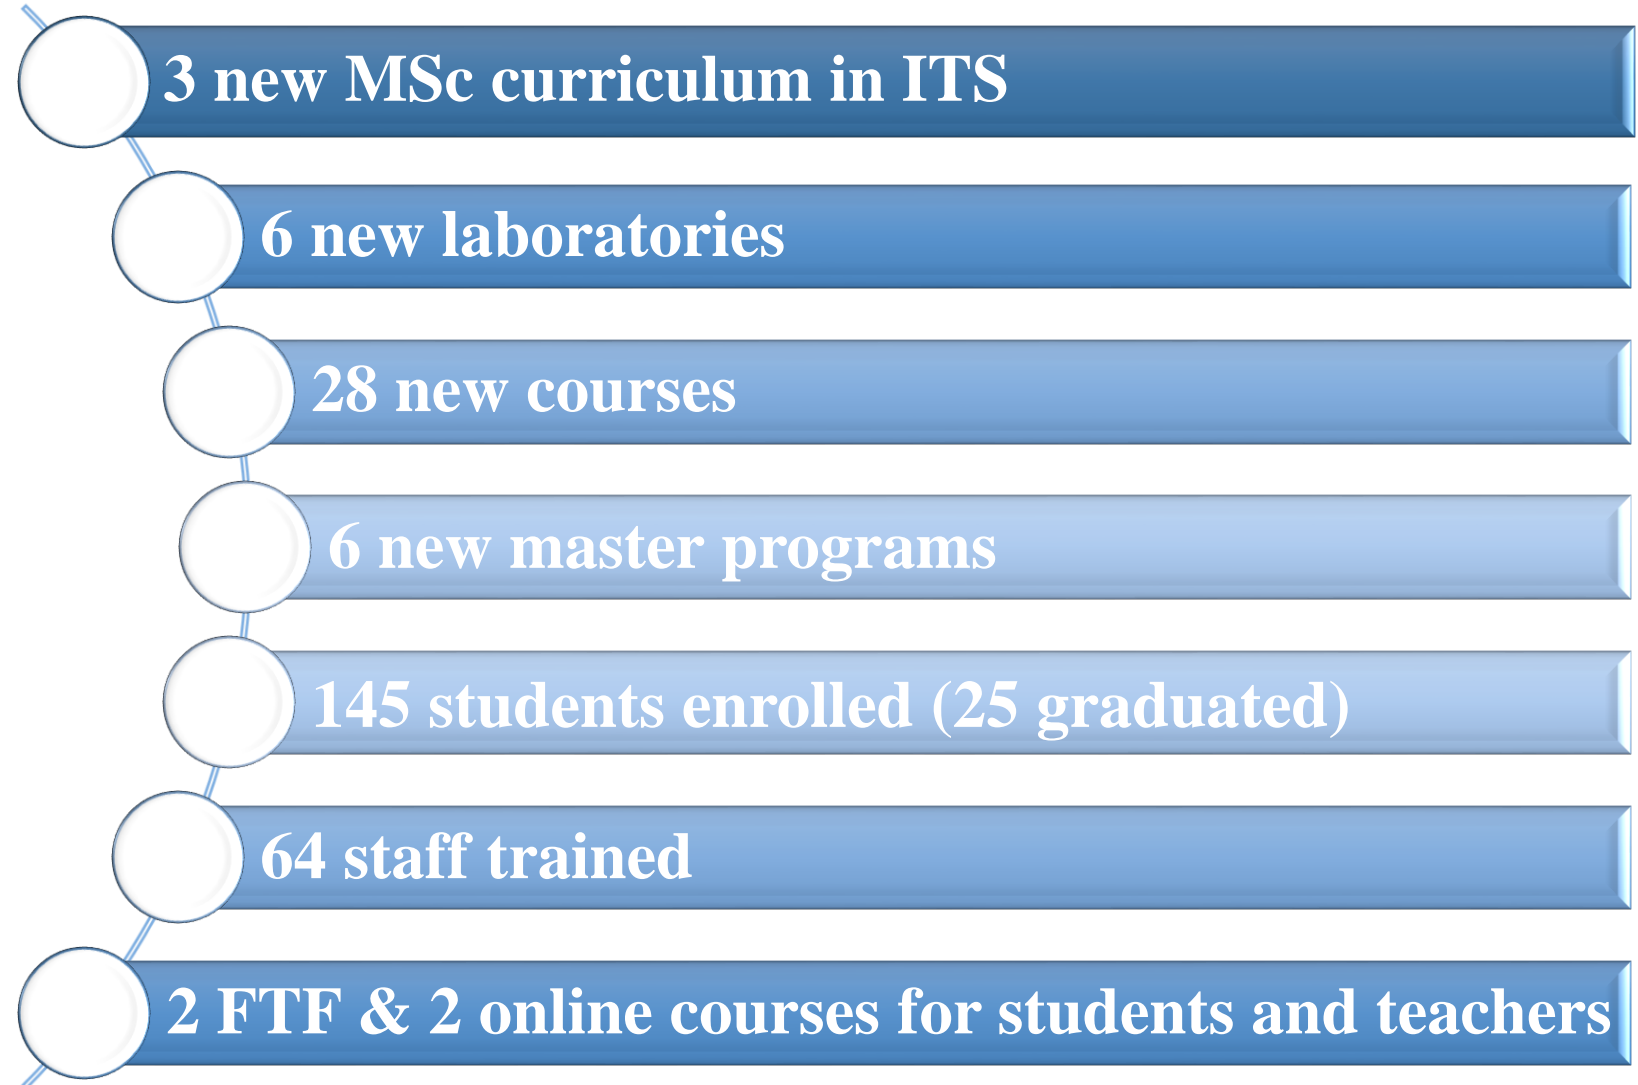 3 new MSc curriculum in ITS
6 new laboratories
28 new courses
6 new master programs
145 students enrolled (25 graduated)
64 staff trained
2 FTF & 2 online courses for students and teachers